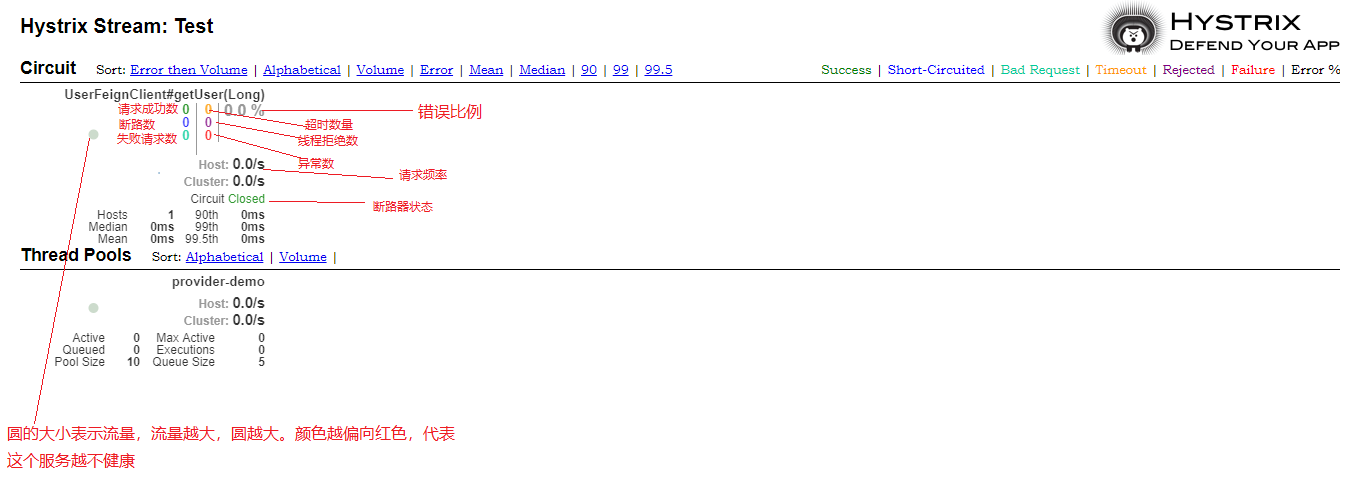 Hystrix Stream: Test
HYSTRIX
DEFEND YOUR APP
Circuit Sort: Error then Volume | Alphabetical | Volume | Error | Mean | Median | 90 | 99 | 99.5
Success | Short-Circuited | Bad Request | Timeout | Rejected | Failure | Error %
UserFeignClient#getUser(Long)
请求成功数 0 0 0.0 % 错误比例
断路数 0 0 超时数量
失败请求数 0 0 线程拒绝数
异常数
Host: 0.0/s
请求频率
Cluster: 0.0/s
Circuit Closed
断路器状态
Hosts 1 90th 0ms
Median 0ms 99th 0ms
Mean 0ms 99.5th 0ms
Thread Pools Sort: Alphabetical | Volume |
provider-demo
Host: 0.0/s
Cluster: 0.0/s
Active 0 Max Active 0
Queued 0 Executions 0
Pool Size 10 Queue Size 5
圆的大小表示流量，流量越大，圆越大。颜色越偏向红色，代表
这个服务越不健康